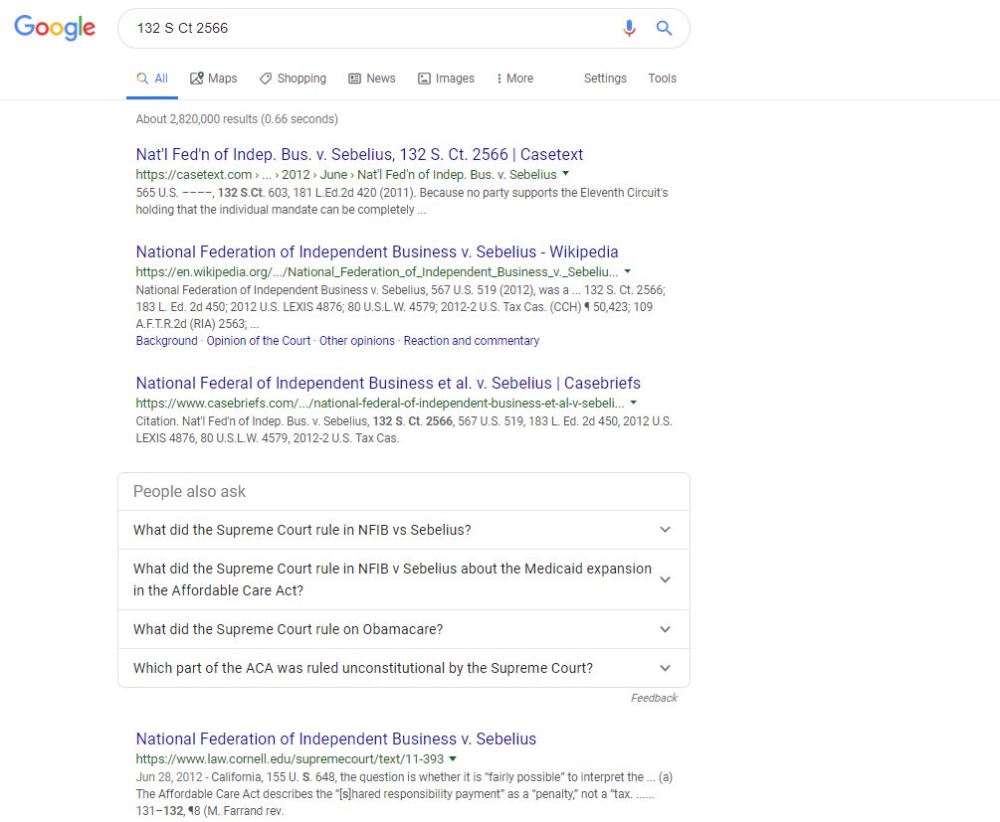 Google
132 S Ct 2566
All Maps Shopping News Images More Settings Tools
About 2,820,000 results (0.66 seconds)
Nat'l Fed'n of Indep. Bus. v. Sebelius, 132 S. Ct. 2566 | Casetext
https://casetext.com › ... › 2012 › June › Nat'l Fed'n of Indep. Bus. v. Sebelius
565 U.S. ––––, 132 S.Ct. 603, 181 L.Ed.2d 420 (2011). Because no party supports the Eleventh Circuit's
holding that the individual mandate can be completely ...
National Federation of Independent Business v. Sebelius - Wikipedia
https://en.wikipedia.org/.../National_Federation_of_Independent_Business_v._Sebeliu...
National Federation of Independent Business v. Sebelius, 567 U.S. 519 (2012), was a ... 132 S. Ct. 2566;
183 L. Ed. 2d 450; 2012 U.S. LEXIS 4876; 80 U.S.L.W. 4579; 2012-2 U.S. Tax Cas. (CCH) ¶ 50,423; 109
A.F.T.R.2d (RIA) 2563; ...
Background · Opinion of the Court · Other opinions · Reaction and commentary
National Federal of Independent Business et al. v. Sebelius | Casebriefs
https://www.casebriefs.com/.../national-federal-of-independent-business-et-al-v-sebeli...
Citation. Nat'l Fed'n of Indep. Bus. v. Sebelius, 132 S. Ct. 2566, 567 U.S. 519, 183 L. Ed. 2d 450, 2012 U.S.
LEXIS 4876, 80 U.S.L.W. 4579, 2012-2 U.S. Tax Cas.
People also ask
What did the Supreme Court rule in NFIB vs Sebelius?
What did the Supreme Court rule in NFIB v Sebelius about the Medicaid expansion
in the Affordable Care Act?
What did the Supreme Court rule on Obamacare?
Which part of the ACA was ruled unconstitutional by the Supreme Court?
Feedback
National Federation of Independent Business v. Sebelius
https://www.law.cornell.edu/supremecourt/text/11-393
Jun 28, 2012 - California, 155 U. S. 648, the question is whether it is “fairly possible” to interpret the ... (a)
The Affordable Care Act describes the “[s]hared responsibility payment” as a “penalty,” not a “tax. ......
131–132, ¶8 (M. Farrand rev.